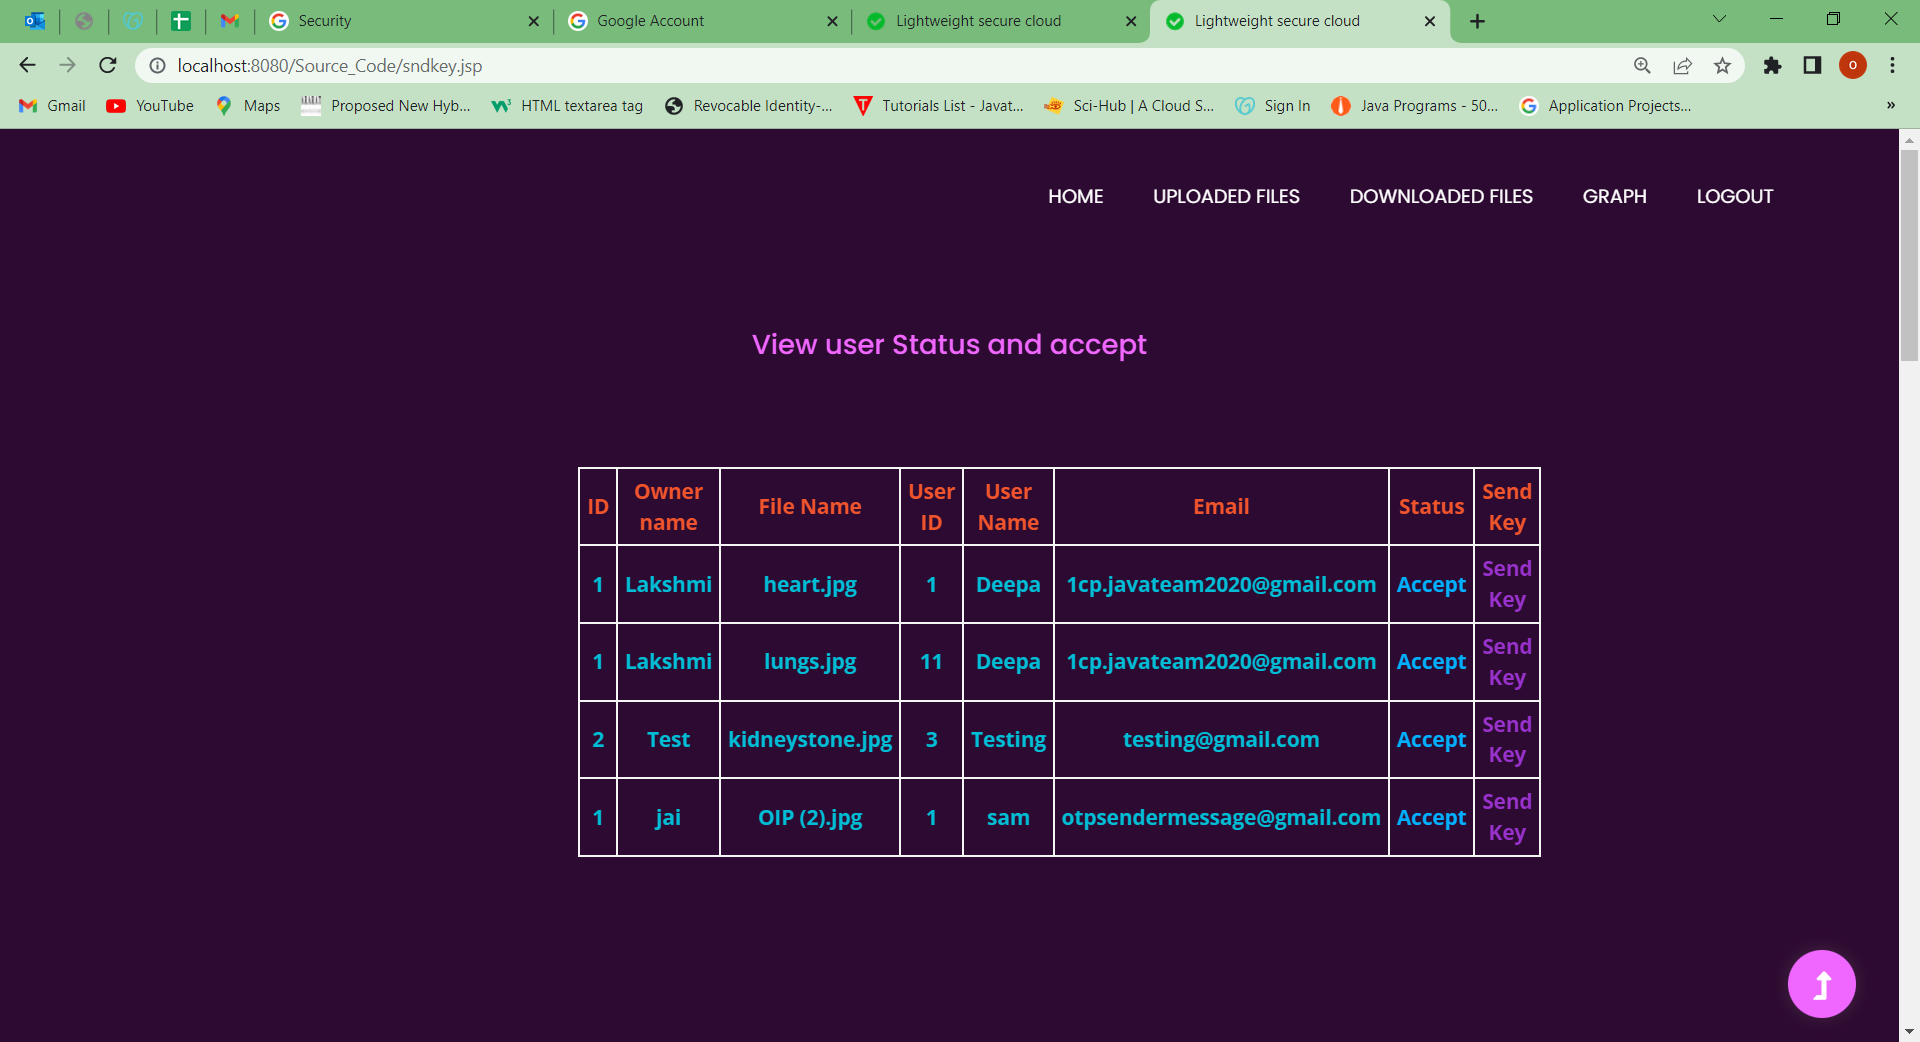 Security
Google Account
Lightweight secure cloud
Lightweight secure cloud
localhost:8080/Source_Code/sndkey.jsp
O
Gmail
YouTube
Maps
Proposed New Hyb...
HTML textarea tag
Revocable Identity-...
Tutorials List - Javat...
Sci-Hub | A Cloud S...
Sign In
Java Programs - 50...
Application Projects...
»
HOME
UPLOADED FILES
DOWNLOADED FILES
GRAPH
LOGOUT
View user Status and accept
ID
Owner
name
File Name
User
ID
User
Name
Email
Status
Send
Key
1
Lakshmi
heart.jpg
1
Deepa
1cp.javateam2020@gmail.com
Accept
Send
Key
1
Lakshmi
lungs.jpg
11
Deepa
1cp.javateam2020@gmail.com
Accept
Send
Key
2
Test
kidneystone.jpg
3
Testing
testing@gmail.com
Accept
Send
Key
1
jai
OIP (2).jpg
1
sam
otpsendermessage@gmail.com
Accept
Send
Key